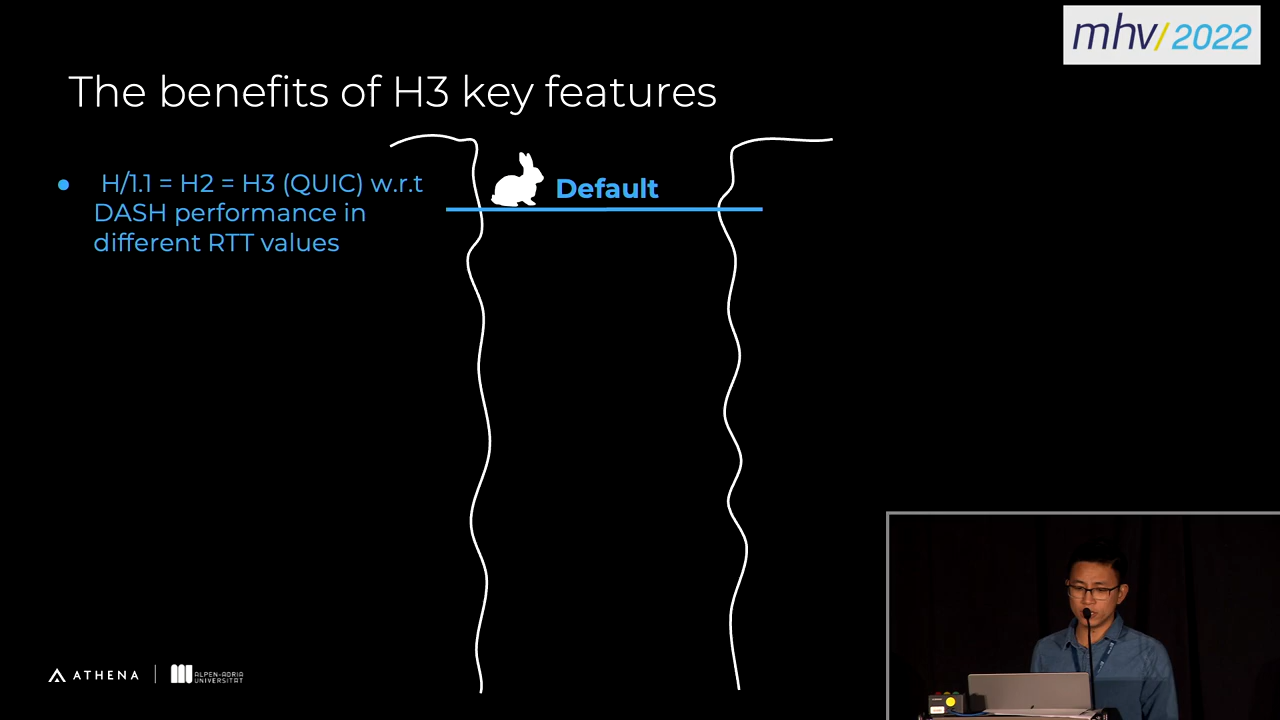 mhv/2022
The benefits of H3 key features
● H/1.1 = H2 = H3 (QUIC) w.r.t
DASH performance in
different RTT values
Default
ATHENA
ALPEN-ADRIA
UNIVERSITÄT